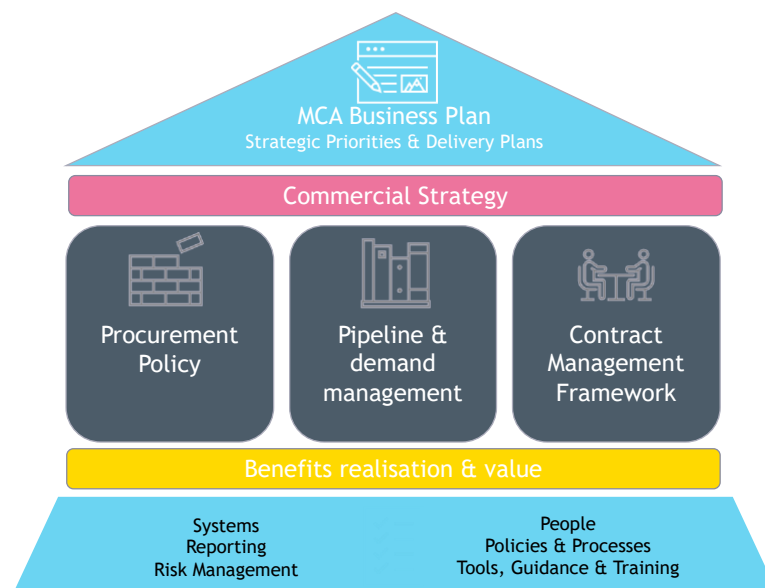 MCA Business Plan
Strategic Priorities & Delivery Plans
Commercial Strategy
Procurement
Policy
Pipeline &
demand
management
Contract
Management
Framework
Benefits realisation & value
Systems
Reporting
Risk Management
People
Policies & Processes
Tools, Guidance & Training